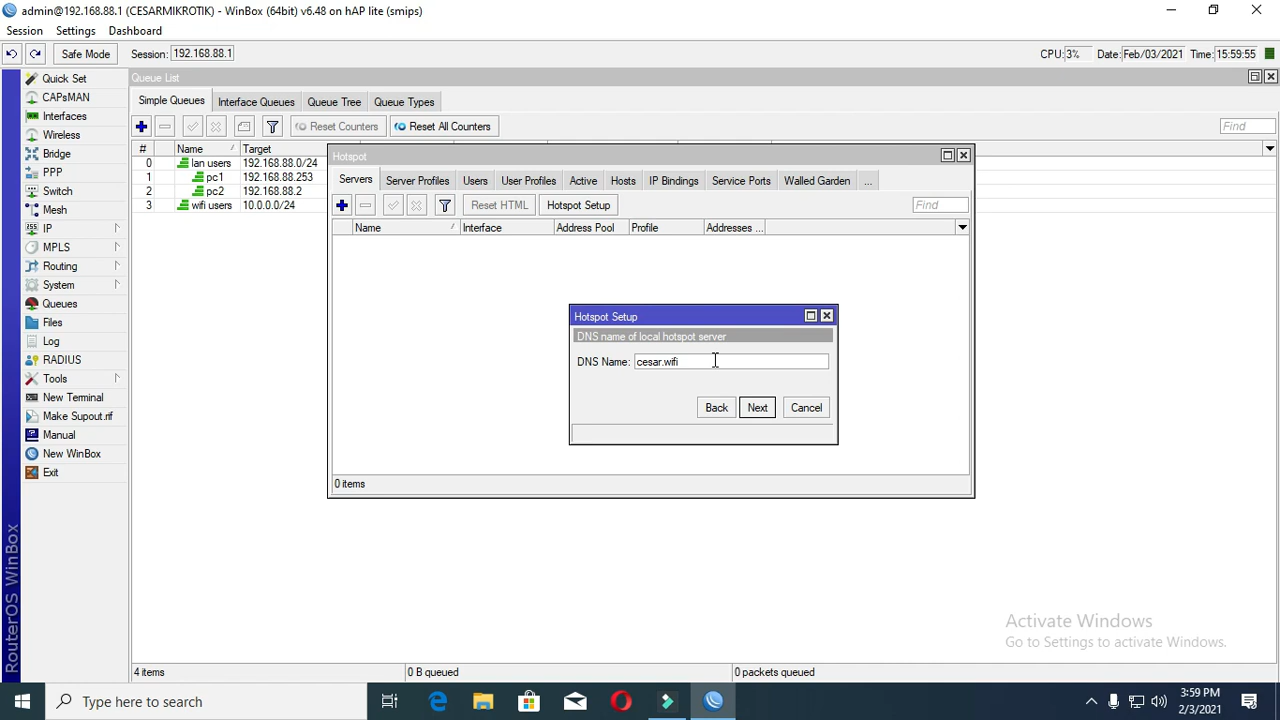 admin@192.168.88.1 (CESARMIKROTIK) - WinBox (64bit) v6.48 on hAP lite (smips)
Session Settings Dashboard
Safe Mode Session: 192.168.88.1 CPU: 3% Date: Feb/03/2021 Time: 15:59:55
Quick Set
CAPsMAN
Interfaces
Wireless
Bridge
PPP
Switch
Mesh
IP
MPLS
Routing
System
Queues
Files
Log
RADIUS
Tools
New Terminal
Make Supout.rif
Manual
New WinBox
Exit
RouterOS WinBox
Queue List
Simple Queues Interface Queues Queue Tree Queue Types
Reset Counters Reset All Counters Find
# Name Target
0 lan users 192.168.88.0/24
1 pc1 192.168.88.253
2 pc2 192.168.88.2
3 wifi users 10.0.0.0/24
Hotspot
Servers Server Profiles Users User Profiles Active Hosts IP Bindings Service Ports Walled Garden ...
Reset HTML Hotspot Setup Find
Name Interface Address Pool Profile Addresses ...
Hotspot Setup
DNS name of local hotspot server
DNS Name: cesar.wifi
Back Next Cancel
0 items
Activate Windows
Go to Settings to activate Windows.
4 items 0 B queued 0 packets queued
Type here to search
3:59 PM
2/3/2021